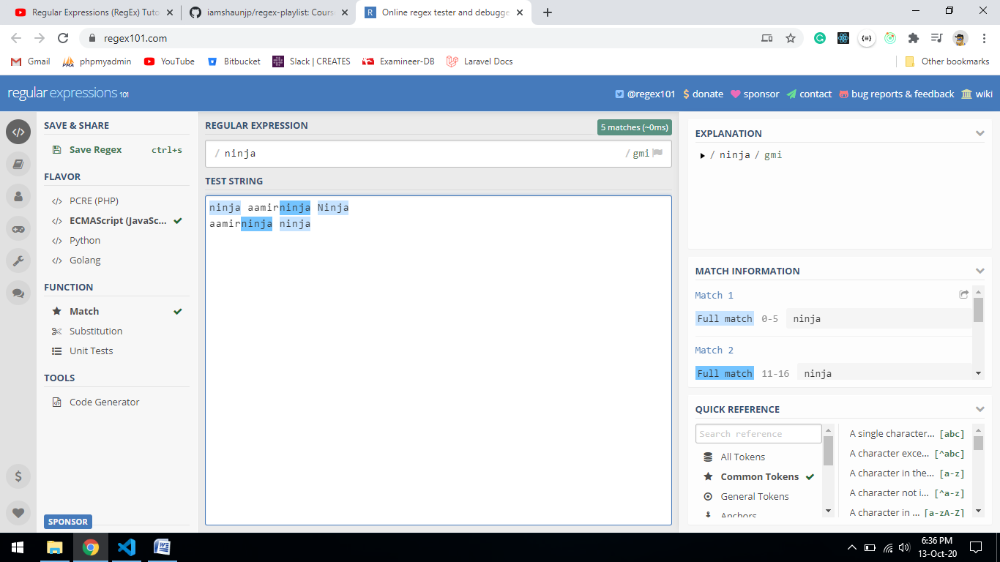 Regular Expressions (RegEx) Tuto
iamshaunjp/regex-playlist: Cours
Online regex tester and debugge
regex101.com
Gmail
phpmyadmin
YouTube
Bitbucket
Slack | CREATES
Examineer-DB
Laravel Docs
Other bookmarks
regular expressions 101
@regex101
$ donate
sponsor
contact
bug reports & feedback
wiki
SAVE & SHARE
Save Regex ctrl+s
FLAVOR
</> PCRE (PHP)
</> ECMAScript (JavaSc...
</> Python
</> Golang
FUNCTION
Match
Substitution
Unit Tests
TOOLS
Code Generator
$
SPONSOR
REGULAR EXPRESSION
5 matches (~0ms)
/ ninja / gmi
TEST STRING
ninja aamirninja Ninja
aamirninja ninja
EXPLANATION
/ ninja / gmi
MATCH INFORMATION
Match 1
Full match 0-5 ninja
Match 2
Full match 11-16 ninja
QUICK REFERENCE
Search reference
All Tokens
Common Tokens
General Tokens
Anchors
A single character... [abc]
A character exce... [^abc]
A character in the... [a-z]
A character not i... [^a-z]
A character in ... [a-zA-Z]
6:36 PM
13-Oct-20